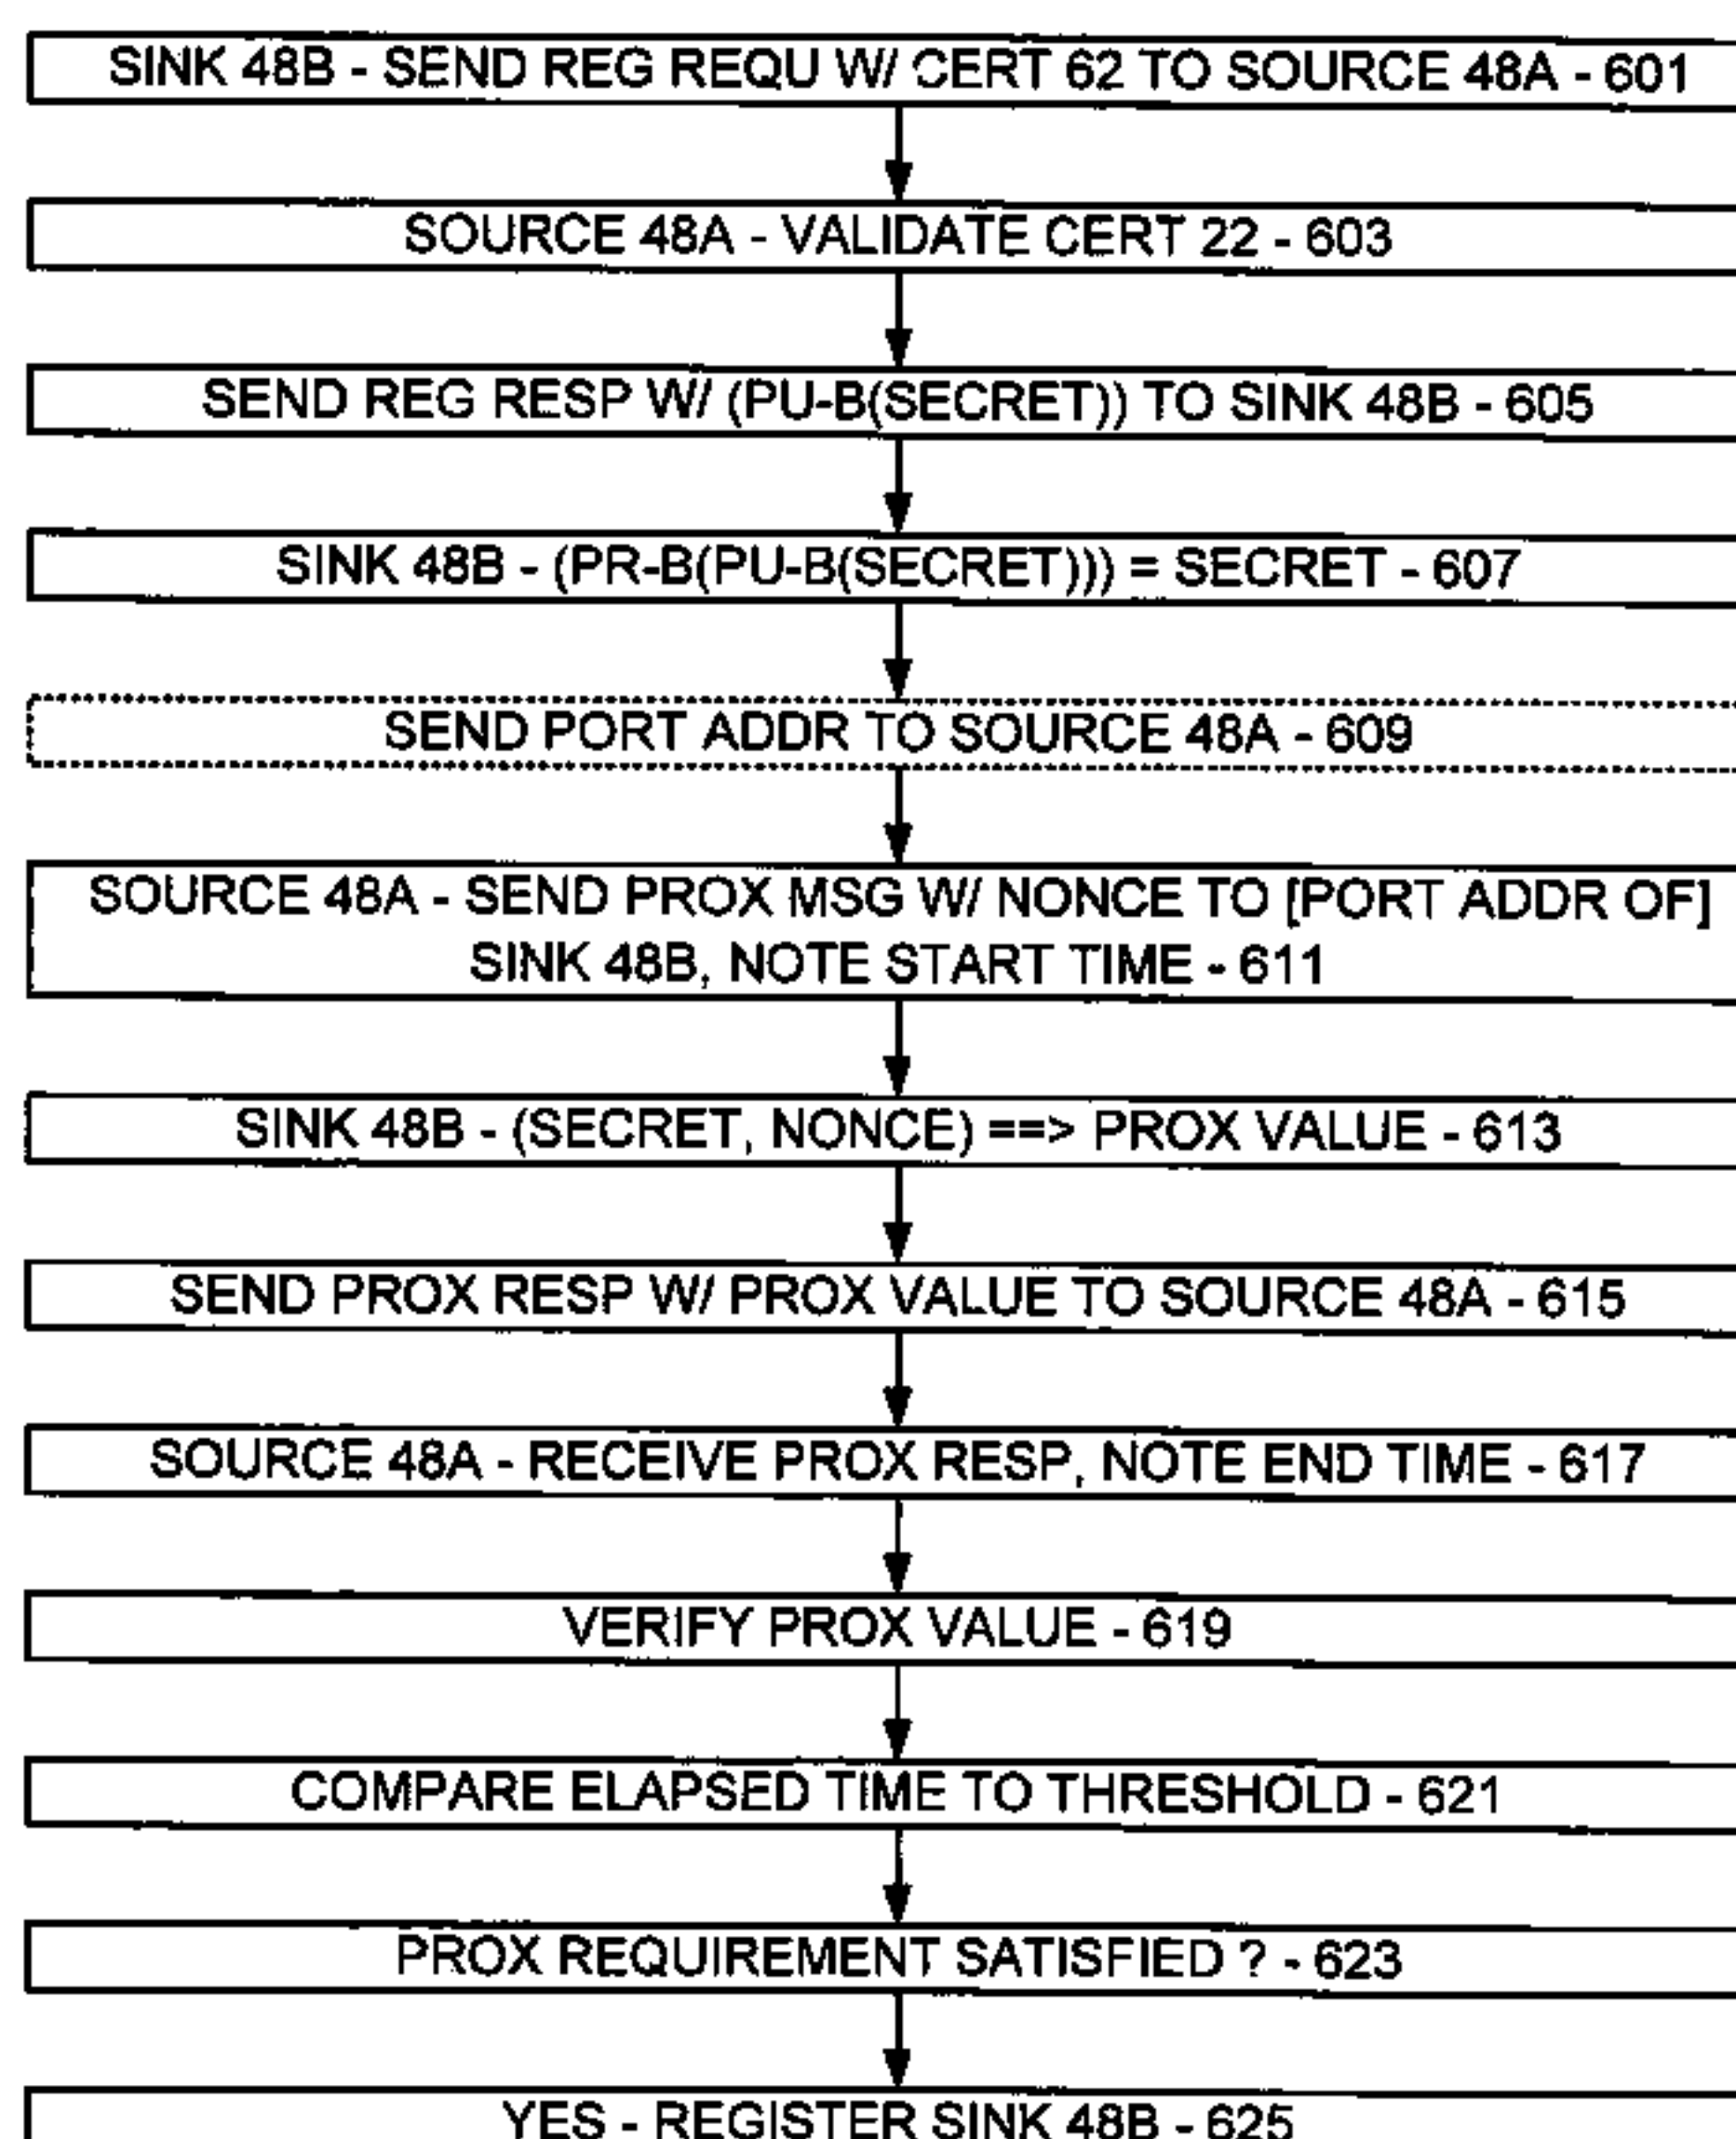 SINK 48B - SEND REG REQU W/ CERT 62 TO SOURCE 48A - 601
SOURCE 48A - VALIDATE CERT 22 - 603
SEND REG RESP W/ (PU-B(SECRET)) TO SINK 48B - 605
SINK 48B - (PR-B(PU-B(SECRET))) = SECRET - 607
SEND PORT ADDR TO SOURCE 48A - 609
SOURCE 48A - SEND PROX MSG W/ NONCE TO [PORT ADDR OF]
SINK 48B, NOTE START TIME - 611
SINK 48B - (SECRET, NONCE) ==> PROX VALUE - 613
SEND PROX RESP W/ PROX VALUE TO SOURCE 48A - 615
SOURCE 48A - RECEIVE PROX RESP, NOTE END TIME - 617
VERIFY PROX VALUE - 619
COMPARE ELAPSED TIME TO THRESHOLD - 621
PROX REQUIREMENT SATISFIED ? - 623
YES - REGISTER SINK 48B - 625